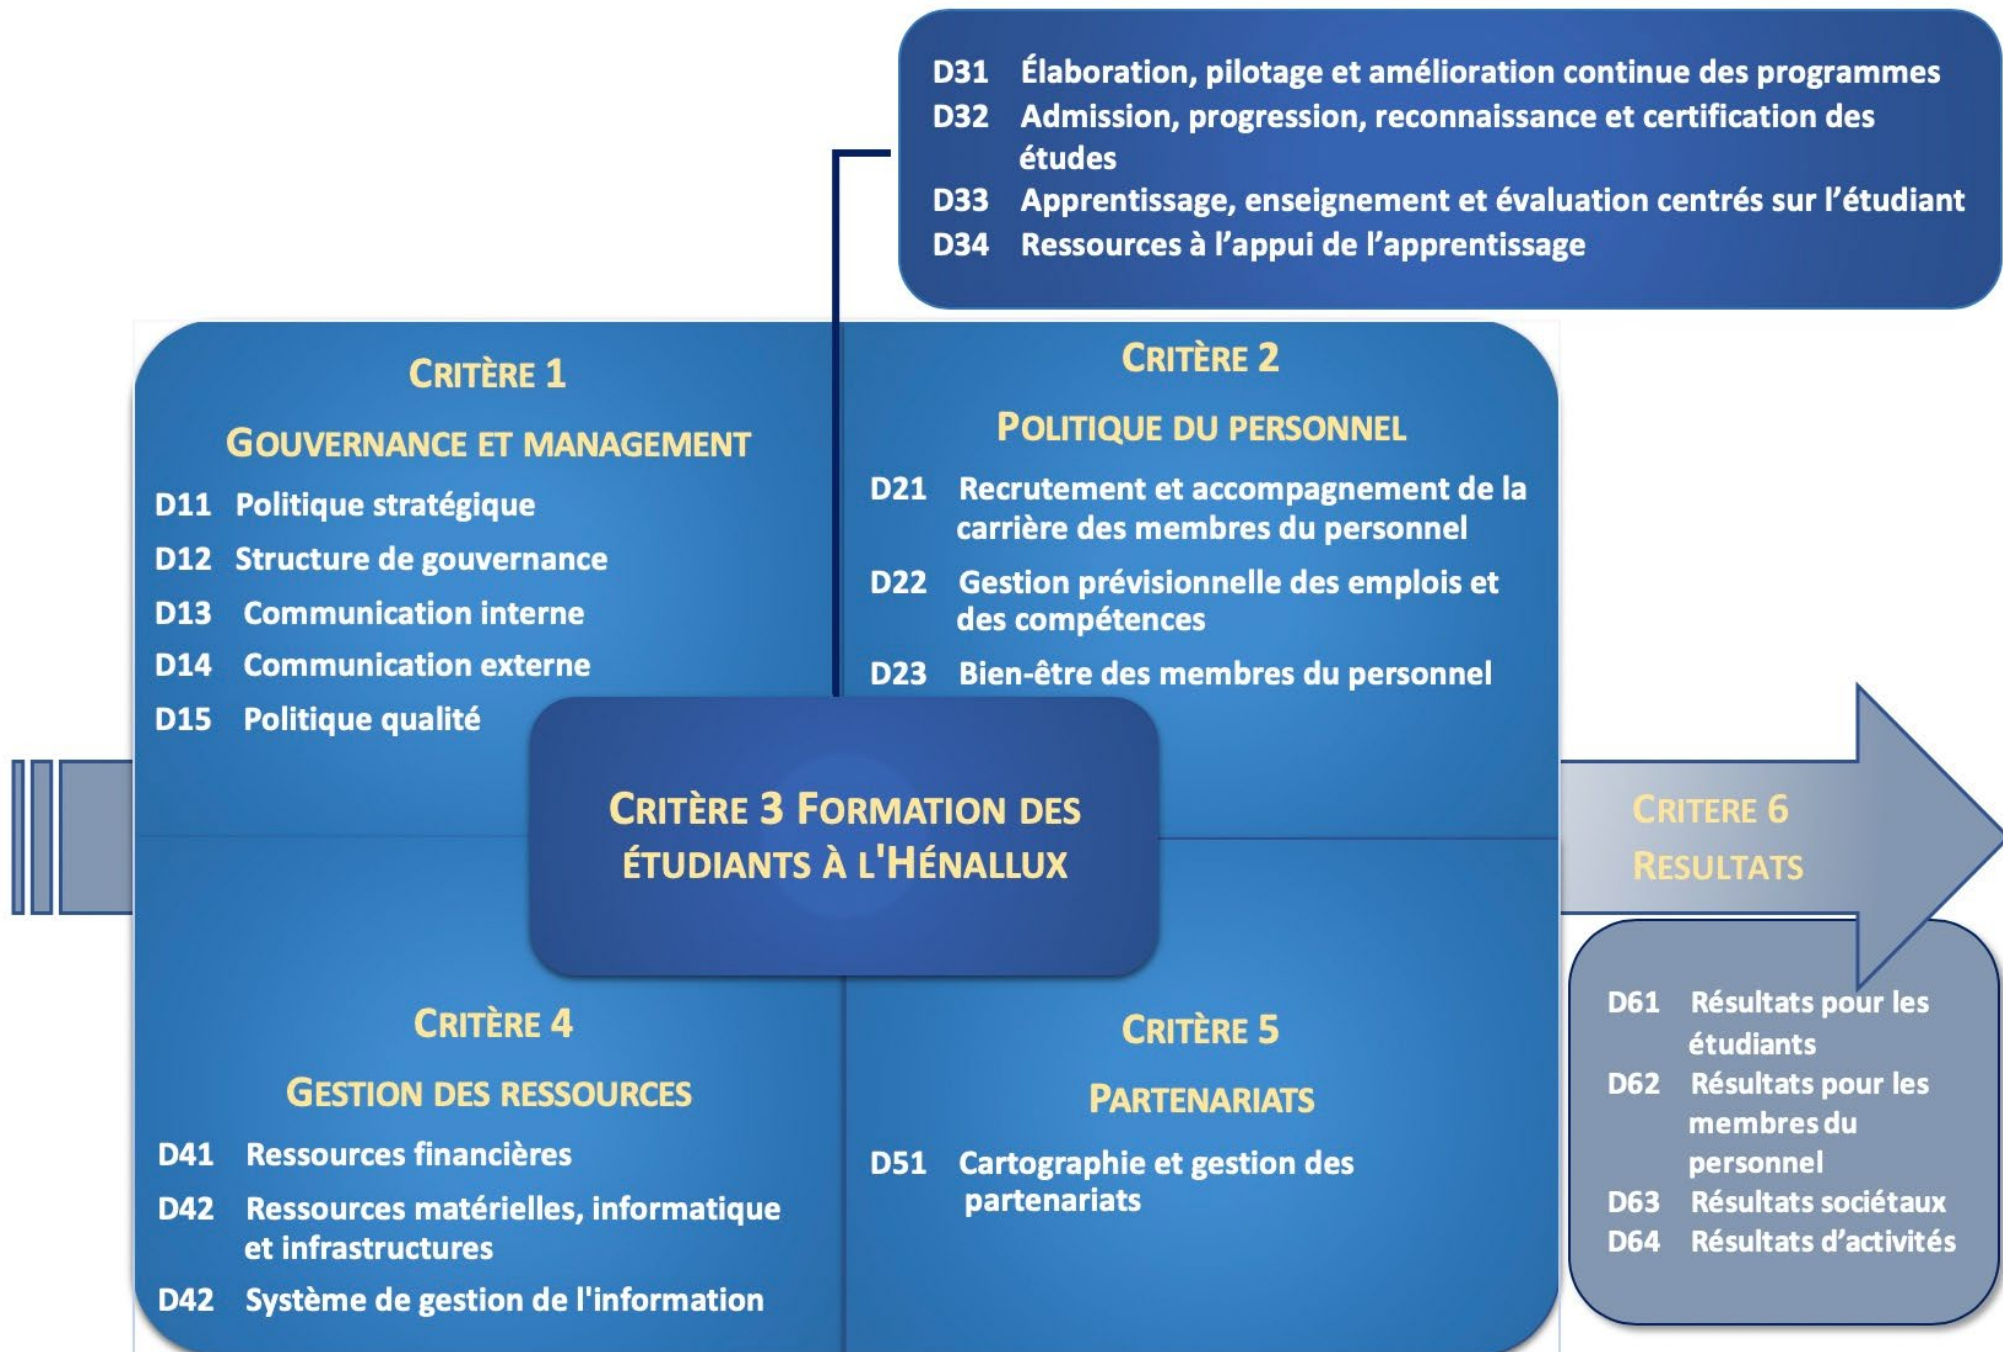 D31 Élaboration, pilotage et amélioration continue des programmes
D32 Admission, progression, reconnaissance et certification des
études
D33 Apprentissage, enseignement et évaluation centrés sur l’étudiant
D34 Ressources à l’appui de l’apprentissage
CRITÈRE 1
GOUVERNANCE ET MANAGEMENT
D11 Politique stratégique
D12 Structure de gouvernance
D13 Communication interne
D14 Communication externe
D15 Politique qualité
CRITÈRE 2
POLITIQUE DU PERSONNEL
D21 Recrutement et accompagnement de la
carrière des membres du personnel
D22 Gestion prévisionnelle des emplois et
des compétences
D23 Bien-être des membres du personnel
CRITÈRE 3 FORMATION DES
ÉTUDIANTS À L'HÉNALLUX
CRITÈRE 4
GESTION DES RESSOURCES
D41 Ressources financières
D42 Ressources matérielles, informatique
et infrastructures
D42 Système de gestion de l'information
CRITÈRE 5
PARTENARIATS
D51 Cartographie et gestion des
partenariats
CRITERE 6
RESULTATS
D61 Résultats pour les
étudiants
D62 Résultats pour les
membres du
personnel
D63 Résultats sociétaux
D64 Résultats d’activités